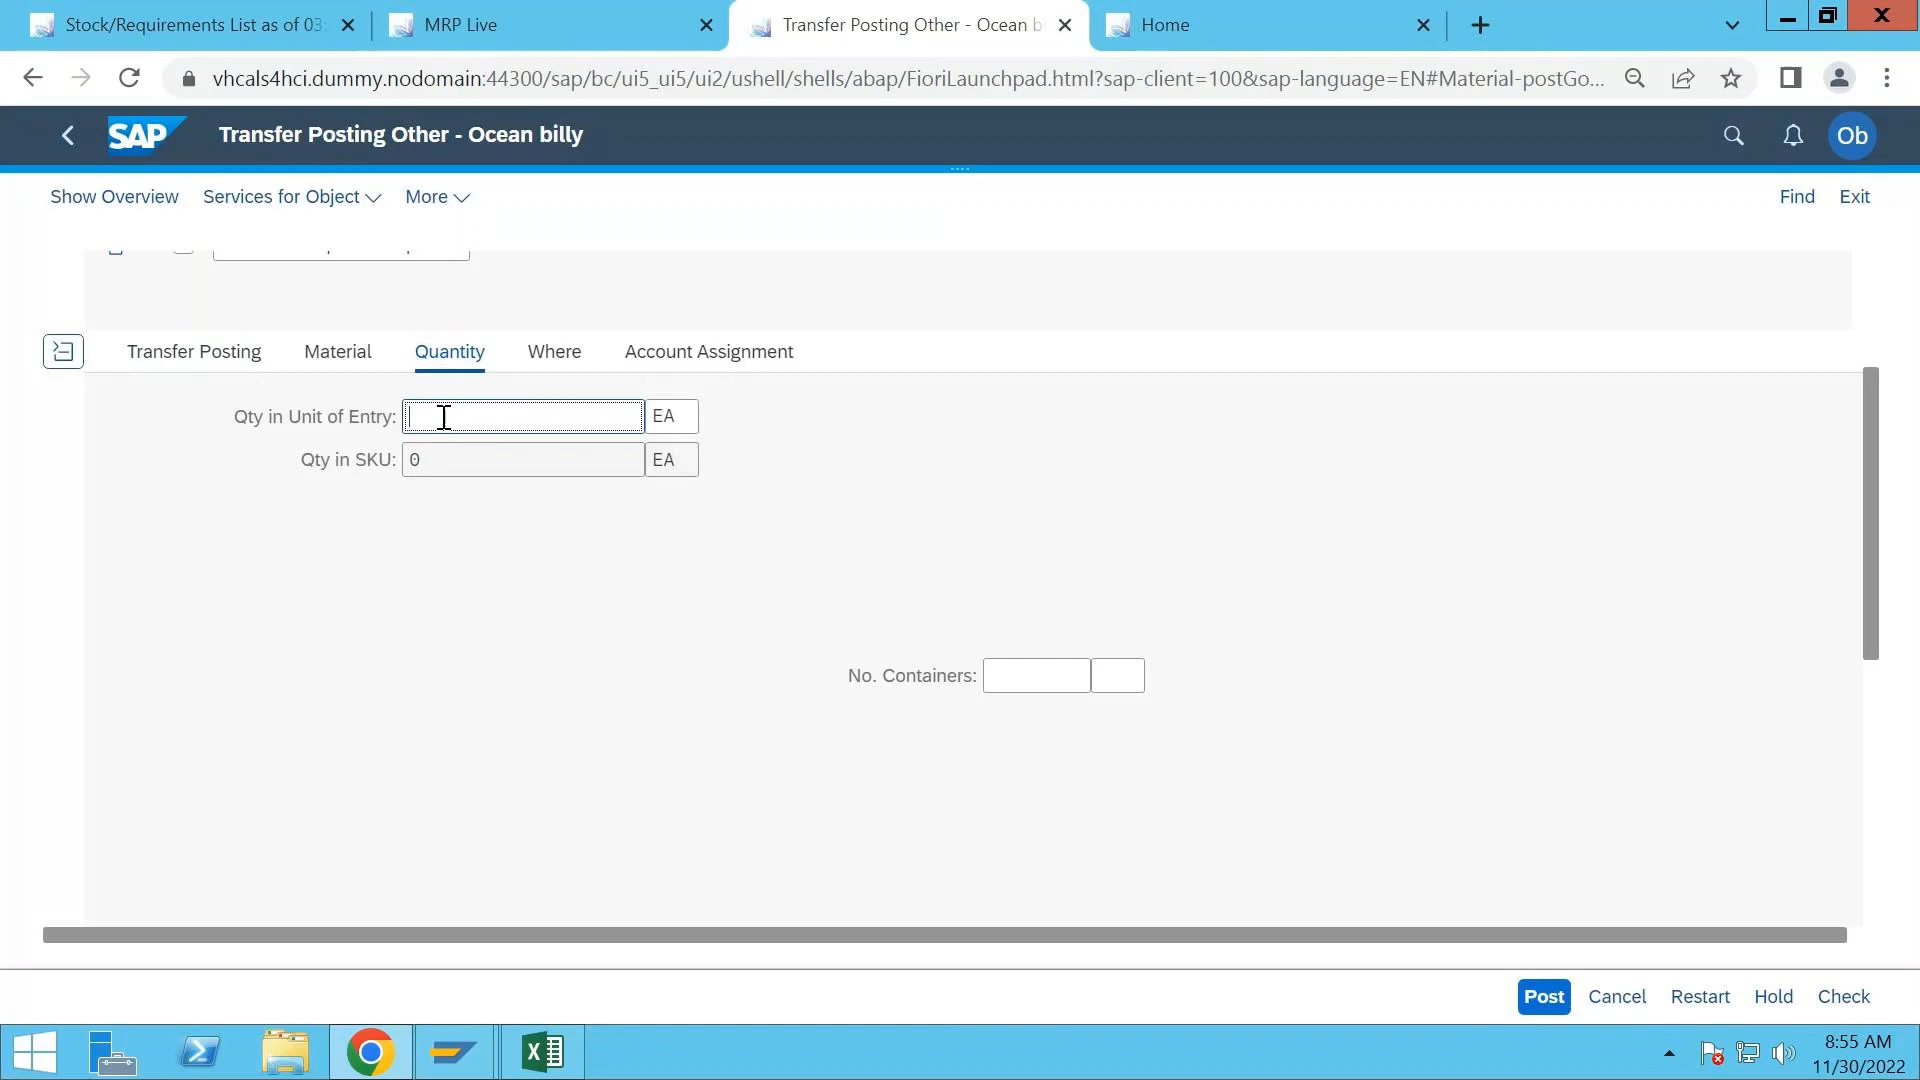 Stock/Requirements List as of 03:
MRP Live
Transfer Posting Other - Ocean b
Home
vhcals4hci.dummy.nodomain:44300/sap/bc/ui5_ui5/ui2/ushell/shells/abap/FioriLaunchpad.html?sap-client=100&sap-language=EN#Material-postGo...
SAP
Transfer Posting Other - Ocean billy
Ob
Show Overview
Services for Object
More
Find
Exit
Transfer Posting
Material
Quantity
Where
Account Assignment
Qty in Unit of Entry:
EA
Qty in SKU: 0 EA
No. Containers:
Post
Cancel
Restart
Hold
Check
8:55 AM
11/30/2022